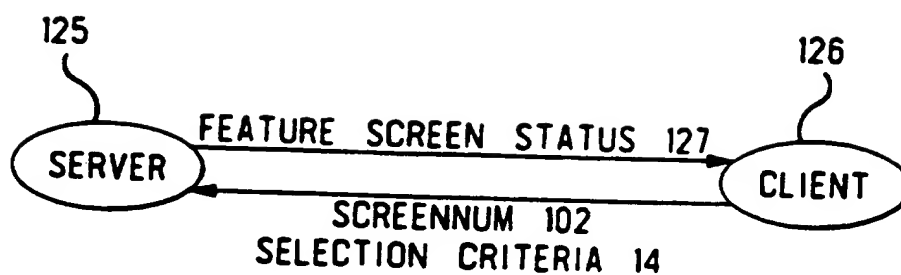 125
126
FEATURE SCREEN STATUS 127
SERVER
CLIENT
SCREENNUM 102
SELECTION CRITERIA 14